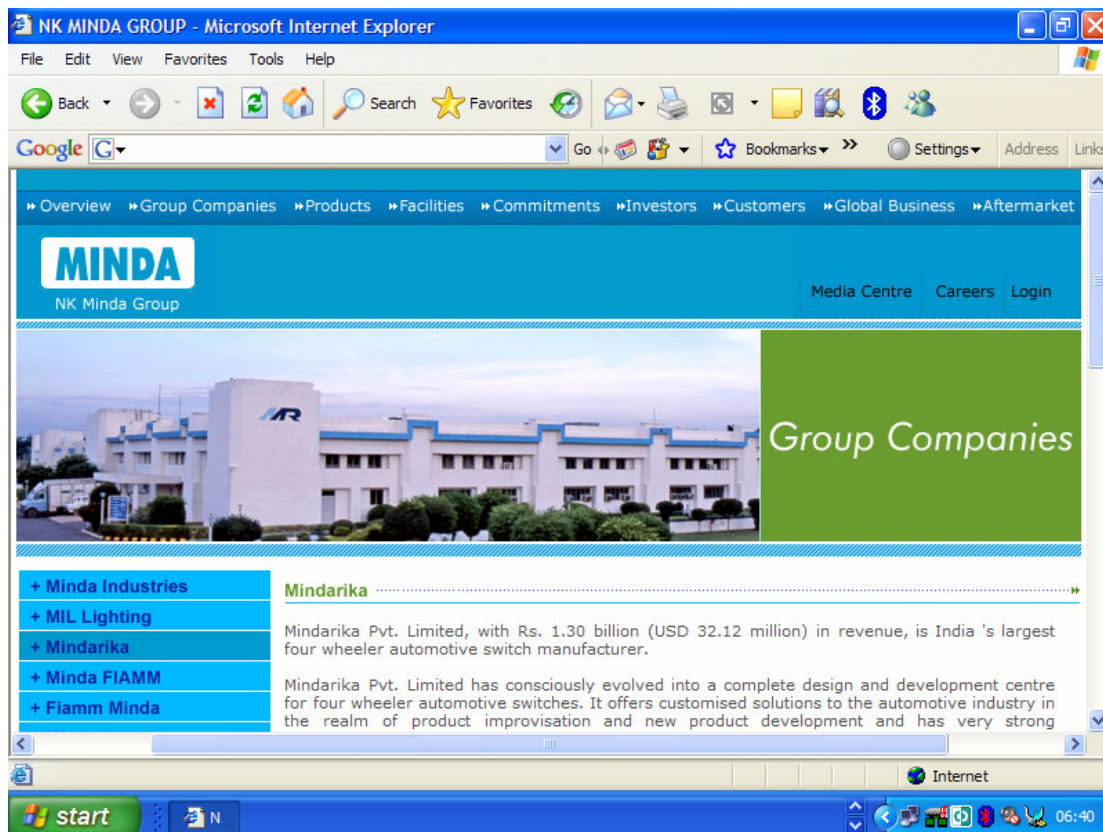 NK MINDA GROUP - Microsoft Internet Explorer
File Edit View Favorites Tools Help
Back Search Favorites
Google G Go Bookmarks Settings Address Links
Overview Group Companies Products Facilities Commitments Investors Customers Global Business Aftermarket
MINDA
NK Minda Group
Media Centre Careers Login
MR
Group Companies
+ Minda Industries
+ MIL Lighting
+ Mindarika
+ Minda FIAMM
+ Fiamm Minda
Mindarika
Mindarika Pvt. Limited, with Rs. 1.30 billion (USD 32.12 million) in revenue, is India 's largest
four wheeler automotive switch manufacturer.
Mindarika Pvt. Limited has consciously evolved into a complete design and development centre
for four wheeler automotive switches. It offers customised solutions to the automotive industry in
the realm of product improvisation and new product development and has very strong
Internet
start N 06:40